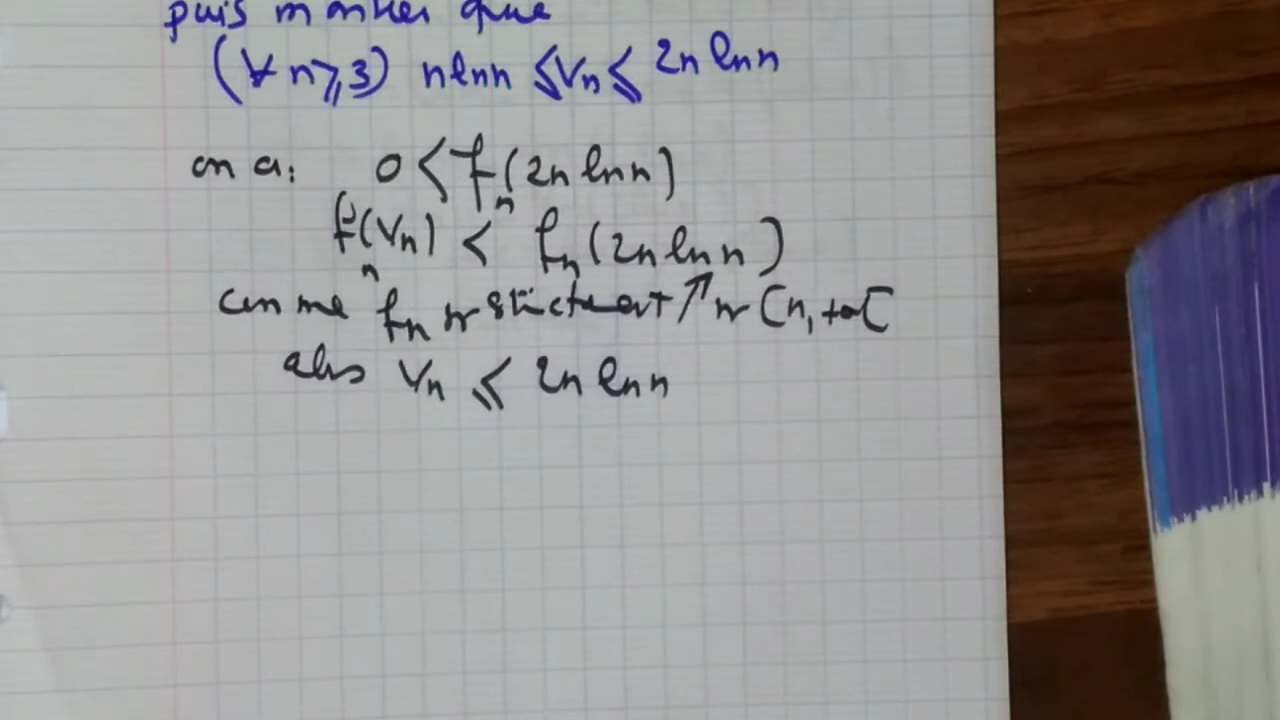 puis montrer que
(∀ n⩾3) n ln n ⩽ Vn ⩽ 2n ln n
on a: 0 < fn(2n ln n)
fn(Vn) < fn(2n ln n)
comme fn strictement ↗ sur [n, +∞[
alors Vn ⩽ 2n ln n